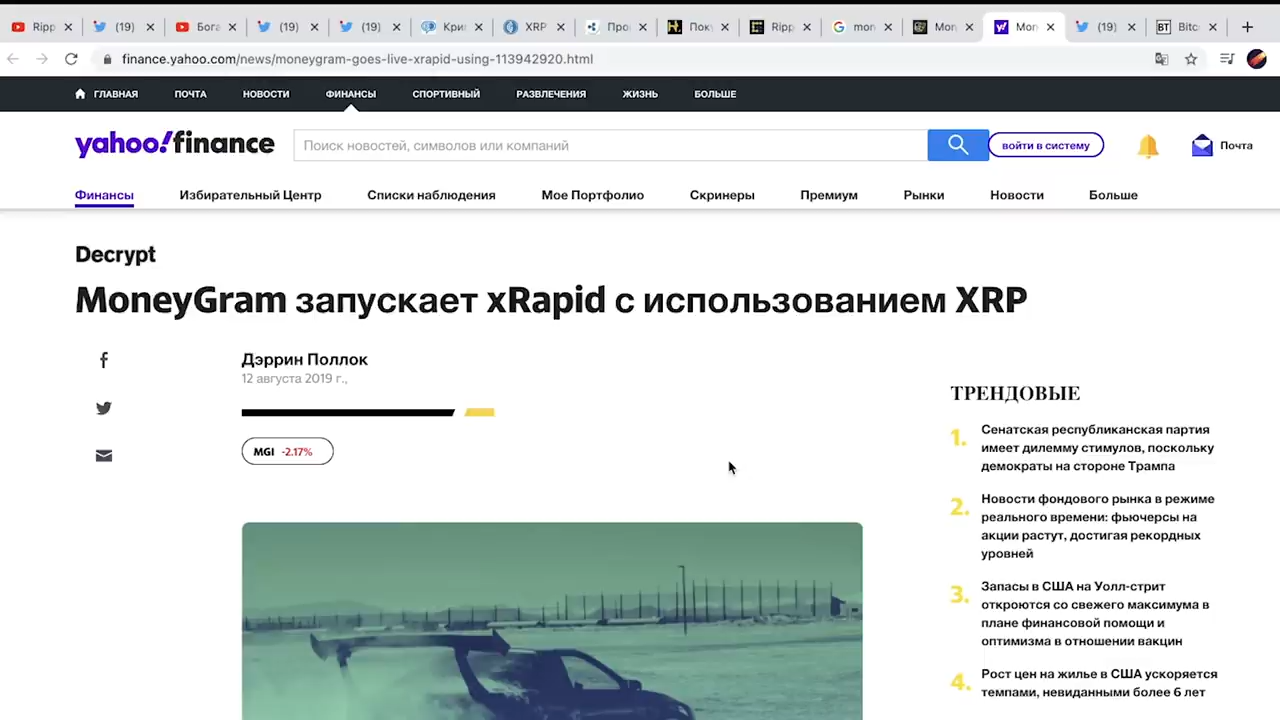 Ripp
(19)
Бога
(19)
(19)
Кри
XRP
Про
Пок
Ripp
mon
Mon
Mon
(19)
Bitc
finance.yahoo.com/news/moneygram-goes-live-xrapid-using-113942920.html
ГЛАВНАЯ ПОЧТА НОВОСТИ ФИНАНСЫ СПОРТИВНЫЙ РАЗВЛЕЧЕНИЯ ЖИЗНЬ БОЛЬШЕ
yahoo!finance
Поиск новостей, символов или компаний
войти в систему
Почта
Финансы Избирательный Центр Списки наблюдения Мое Портфолио Скринеры Премиум Рынки Новости Больше
Decrypt
MoneyGram запускает xRapid с использованием XRP
Дэррин Поллок
12 августа 2019 г.,
MGI -2.17%
ТРЕНДОВЫЕ
1. Сенатская республиканская партия
имеет дилемму стимулов, поскольку
демократы на стороне Трампа
2. Новости фондового рынка в режиме
реального времени: фьючерсы на
акции растут, достигая рекордных
уровней
3. Запасы в США на Уолл-стрит
откроются со свежего максимума в
плане финансовой помощи и
оптимизма в отношении вакцин
4. Рост цен на жилье в США ускоряется
темпами, невиданными более 6 лет